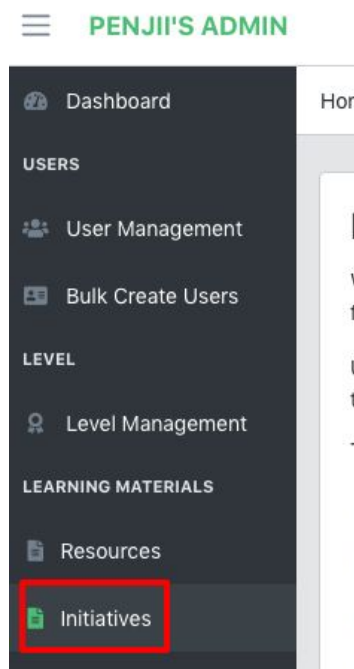 PENJII'S ADMIN
Dashboard
USERS
User Management
Bulk Create Users
LEVEL
Level Management
LEARNING MATERIALS
Resources
Initiatives